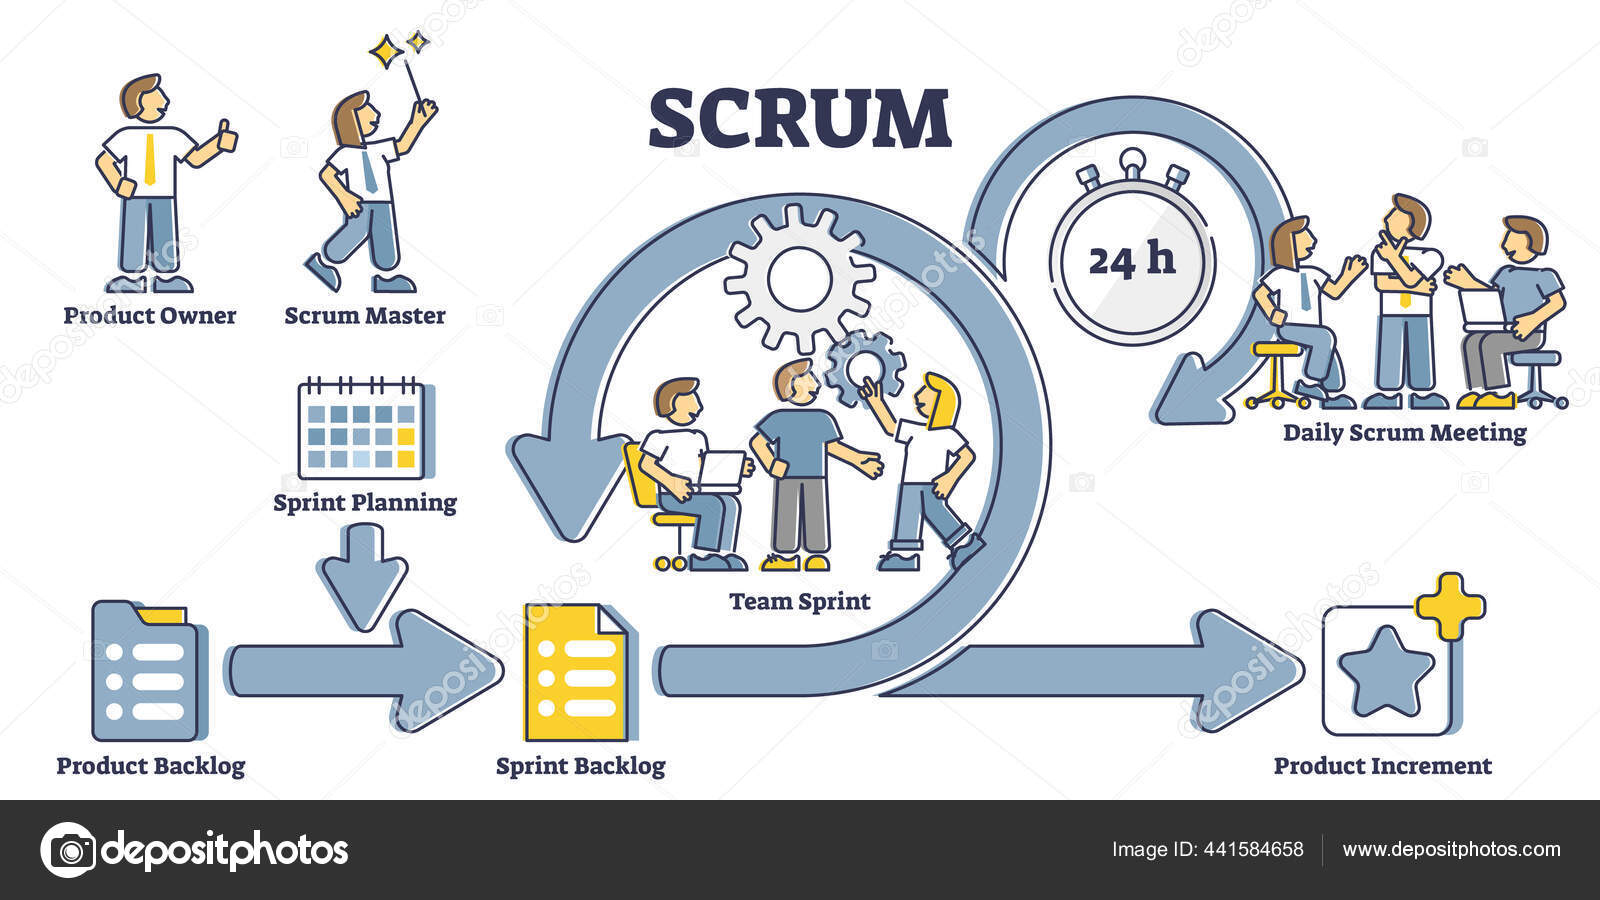 SCRUM
24 h
Product Owner
Scrum Master
Daily Scrum Meeting
Sprint Planning
Team Sprint
Product Backlog
Sprint Backlog
Product Increment
depositphotos
Image ID: 441584658
www.depositphotos.com